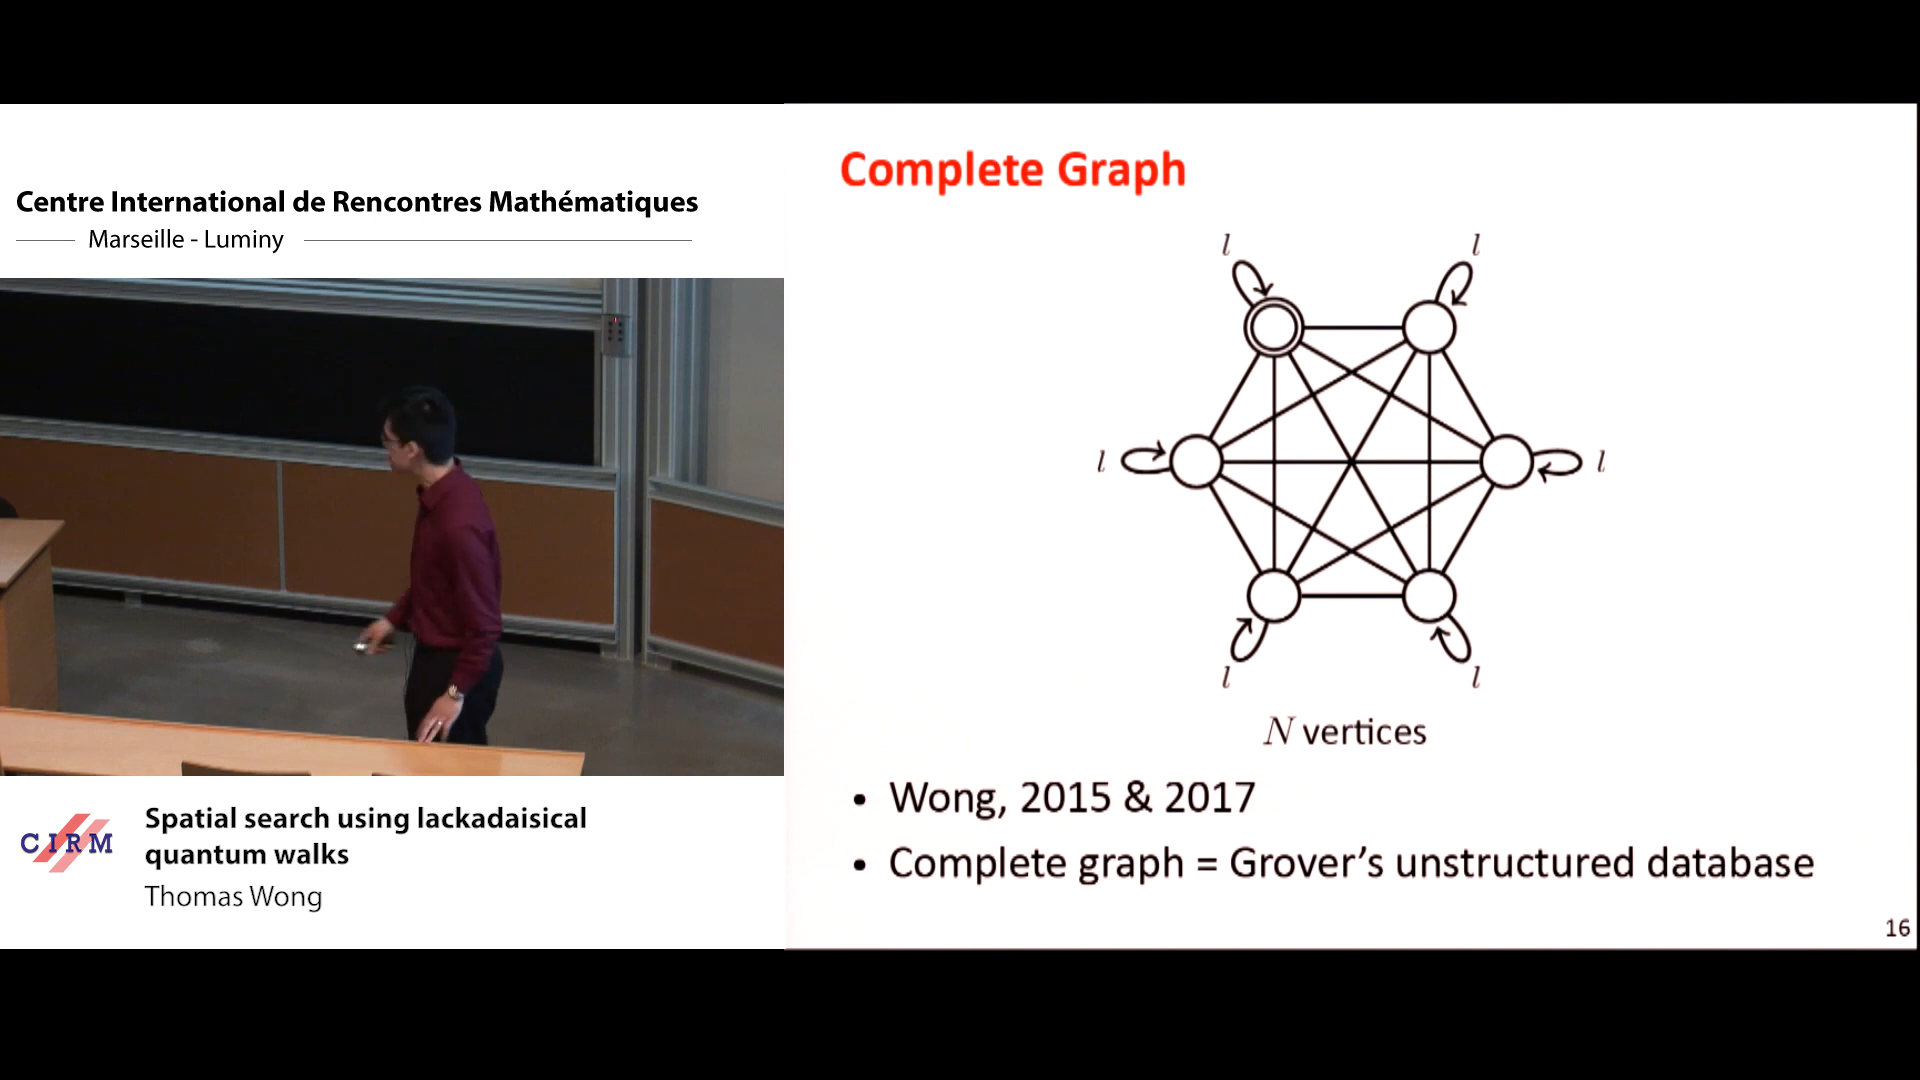 Centre International de Rencontres Mathématiques
Marseille - Luminy
CIRM
Spatial search using lackadaisical
quantum walks
Thomas Wong
Complete Graph
l l
l l
l l
N vertices
• Wong, 2015 & 2017
• Complete graph = Grover’s unstructured database
16